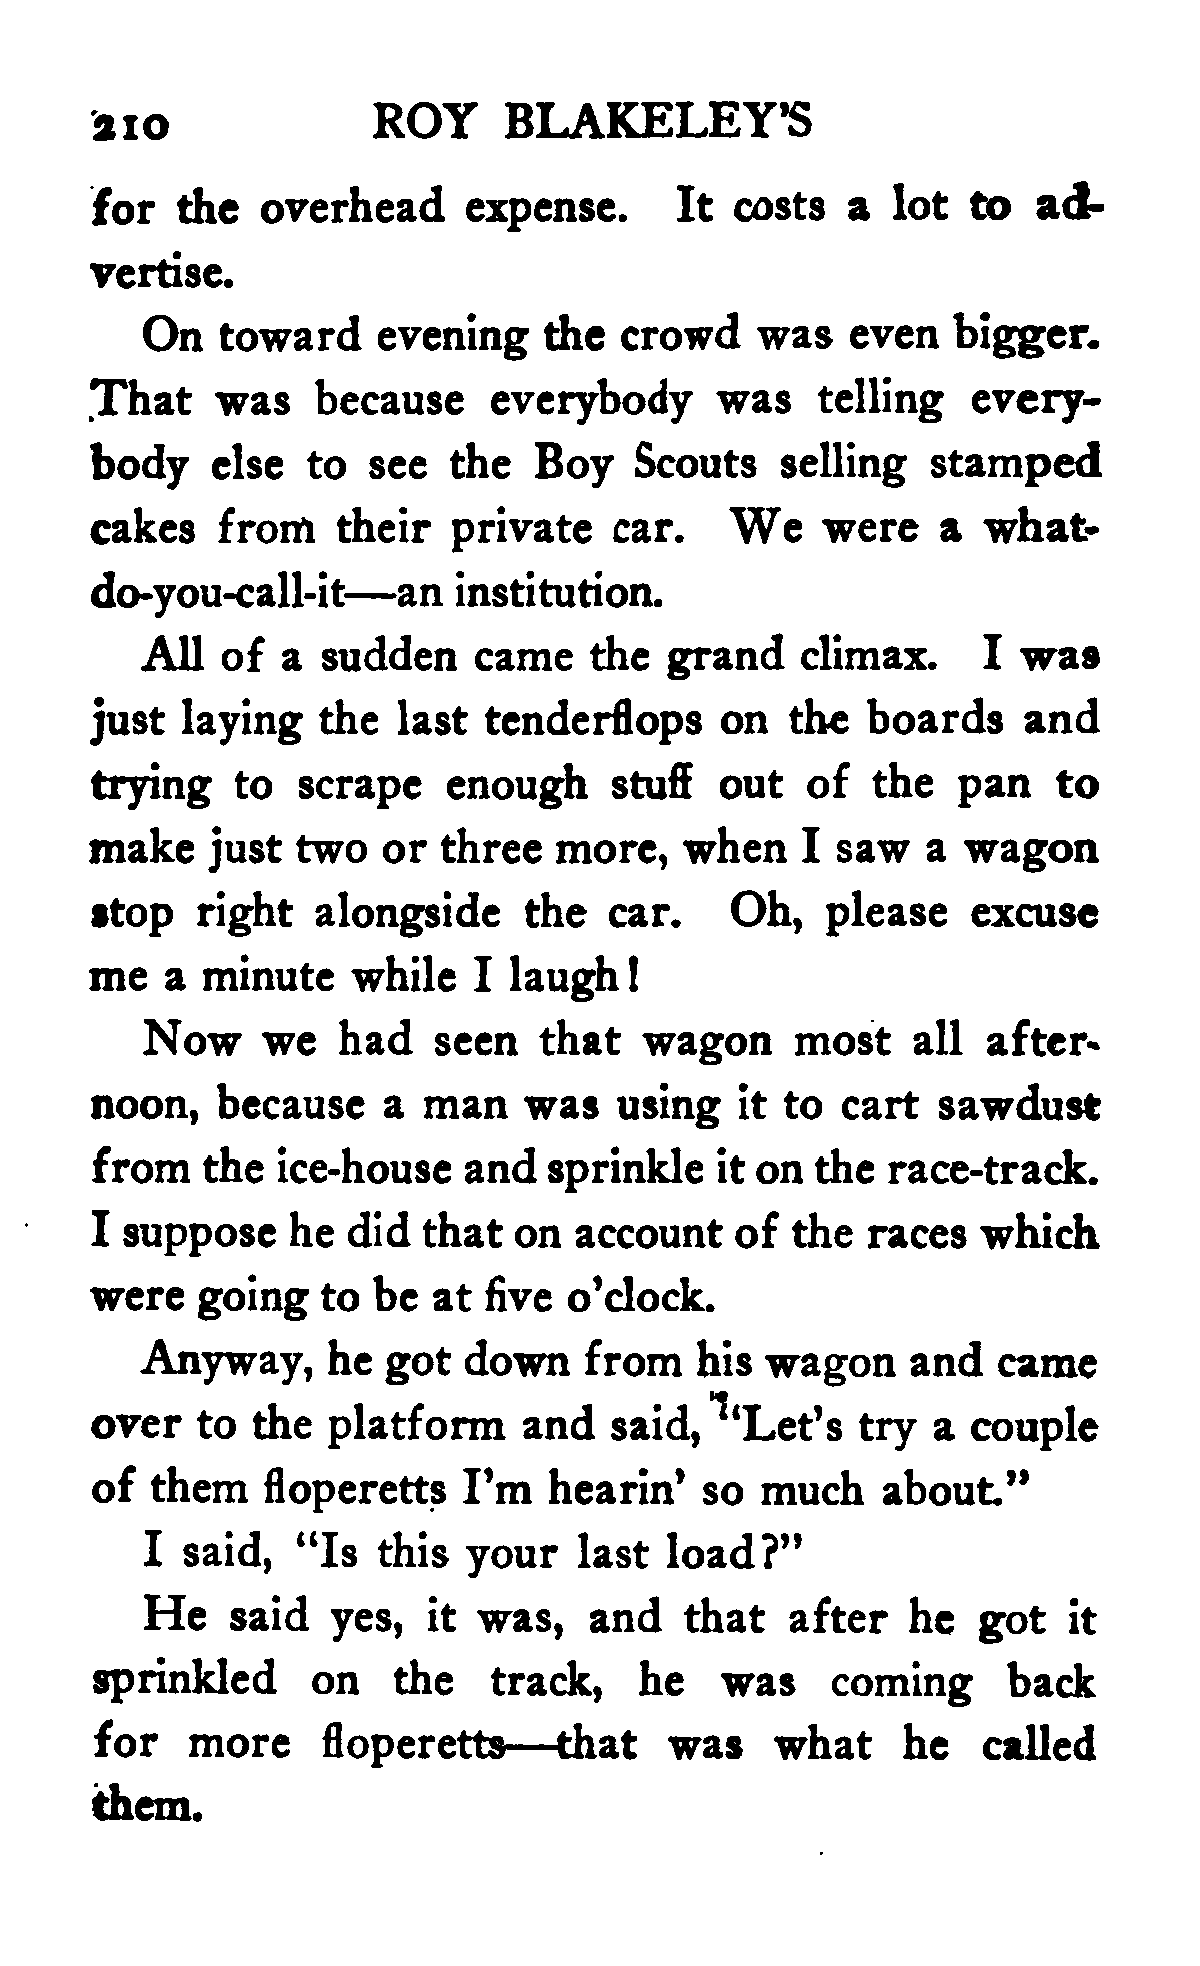 210 ROY BLAKELEY'S
for the overhead expense. It costs a lot to ad-
vertise.
On toward evening the crowd was even bigger.
That was because everybody was telling every-
body else to see the Boy Scouts selling stamped
cakes from their private car. We were a what-
do-you-call-it—an institution.
All of a sudden came the grand climax. I was
just laying the last tenderflops on the boards and
trying to scrape enough stuff out of the pan to
make just two or three more, when I saw a wagon
stop right alongside the car. Oh, please excuse
me a minute while I laugh!
Now we had seen that wagon most all after-
noon, because a man was using it to cart sawdust
from the ice-house and sprinkle it on the race-track.
I suppose he did that on account of the races which
were going to be at five o'clock.
Anyway, he got down from his wagon and came
over to the platform and said, "Let's try a couple
of them floperetts I'm hearin' so much about."
I said, "Is this your last load?"
He said yes, it was, and that after he got it
sprinkled on the track, he was coming back
for more floperetts—that was what he called
them.